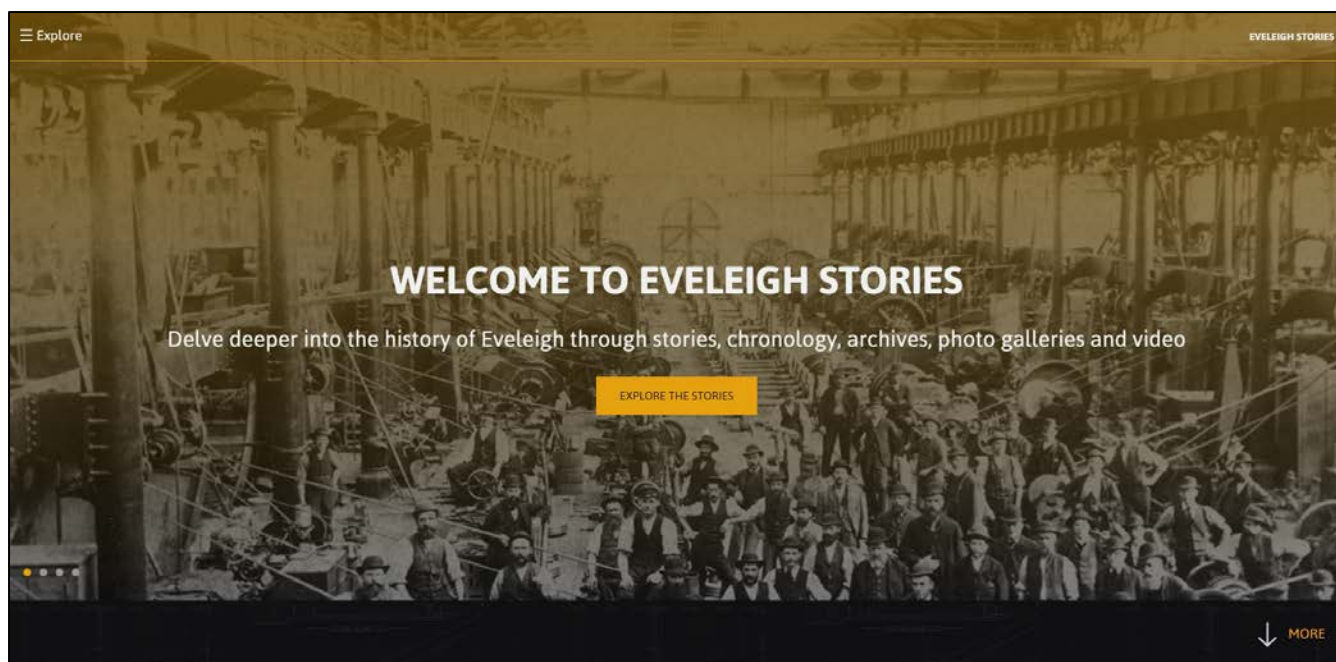 Explore
EVELEIGH STORIES
WELCOME TO EVELEIGH STORIES
Delve deeper into the history of Eveleigh through stories, chronology, archives, photo galleries and video
EXPLORE THE STORIES
MORE